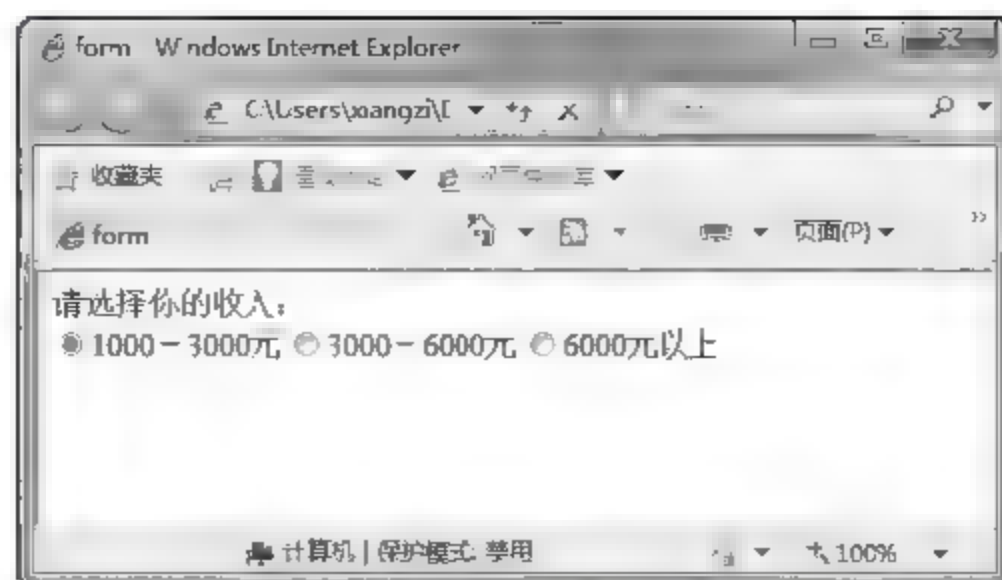 form Windows Internet Explorer
C:\Users\xiangzi\
收藏夹
form 页面(P)
请选择你的收入:
1000-3000元 3000-6000元 6000元以上
计算机 | 保护模式: 禁用 100%